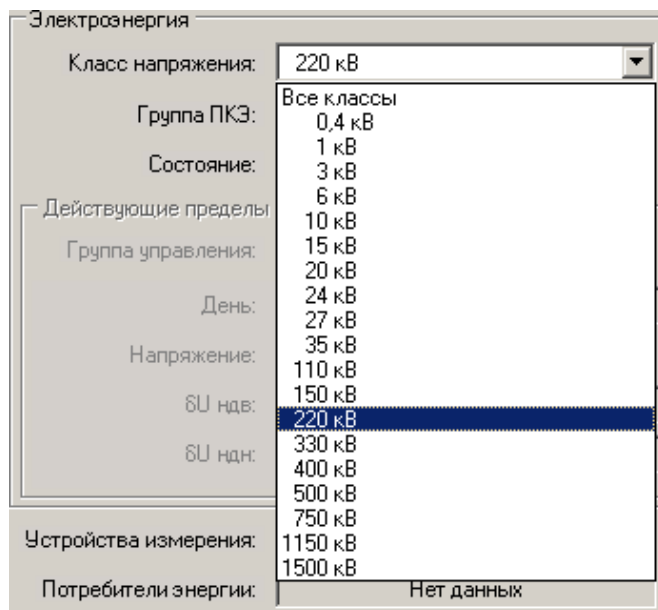 Электроэнергия
Класс напряжения: 220 кВ
Все классы
Группа ПКЭ: 0,4 кВ
1 кВ
Состояние: 3 кВ
6 кВ
Действующие пределы 10 кВ
Группа управления: 15 кВ
20 кВ
День: 24 кВ
27 кВ
Напряжение: 35 кВ
110 кВ
δU ндв: 150 кВ
220 кВ
δU ндн: 330 кВ
400 кВ
500 кВ
750 кВ
Устройства измерения: 1150 кВ
1500 кВ
Потребители энергии: Нет данных